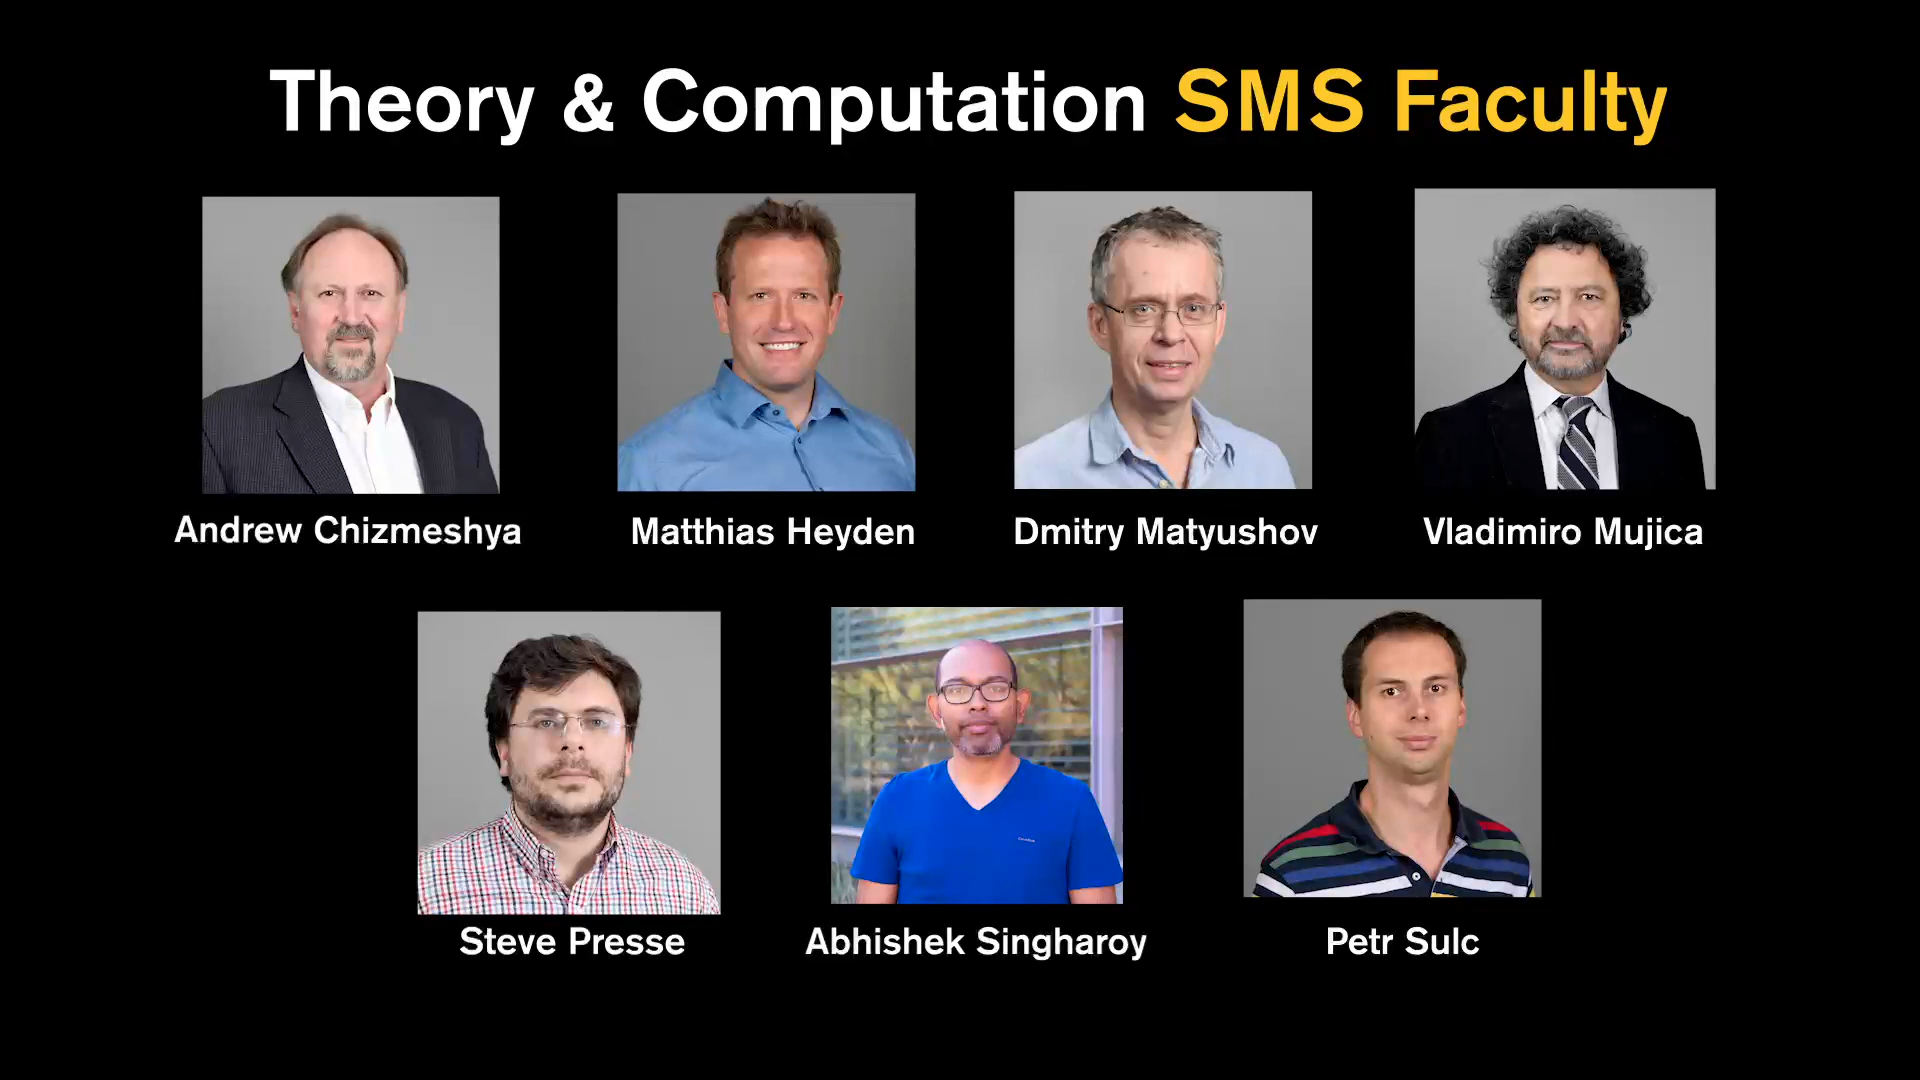 Theory & Computation SMS Faculty
Andrew Chizmeshya
Matthias Heyden
Dmitry Matyushov
Vladimiro Mujica
Steve Presse
Abhishek Singharoy
Petr Sulc